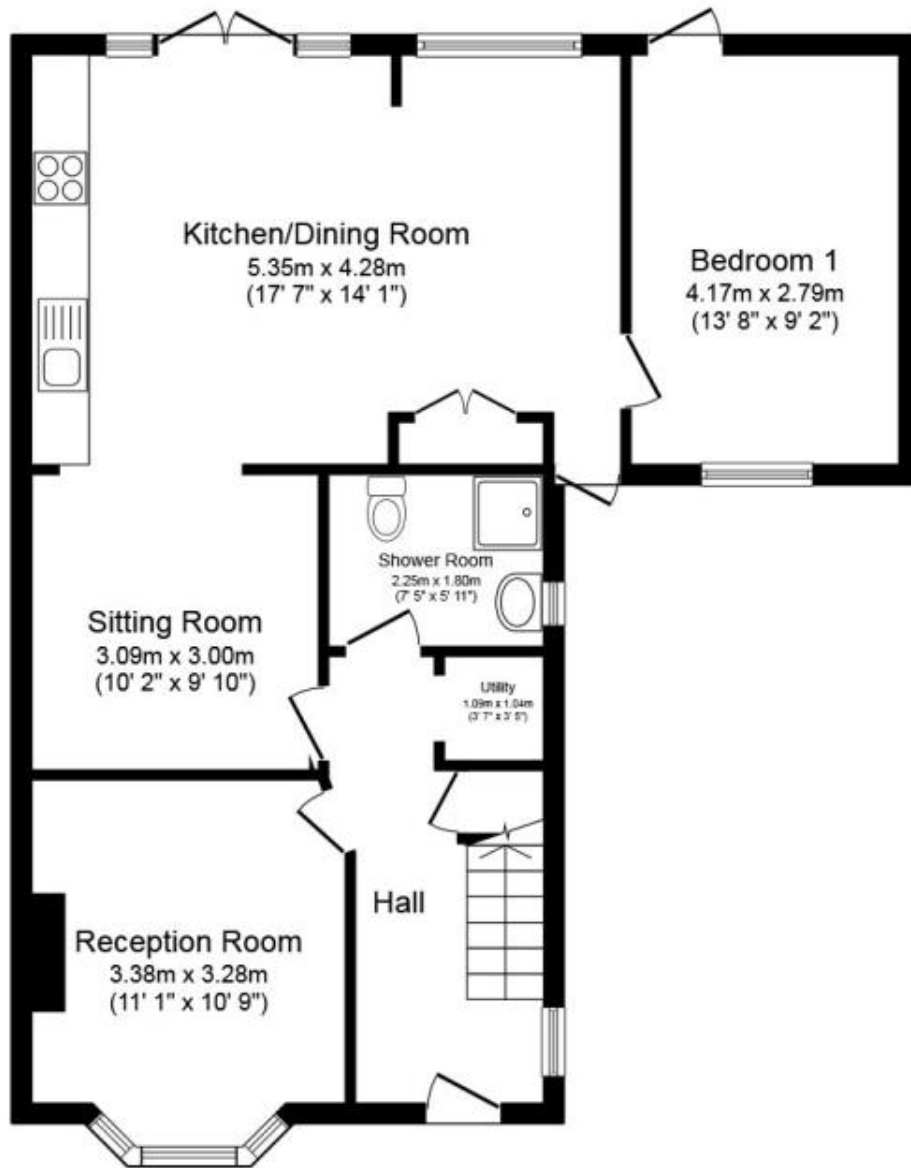 Kitchen/Dining Room
5.35m x 4.28m
(17' 7" x 14' 1")
Bedroom 1
4.17m x 2.79m
(13' 8" x 9' 2")
Shower Room
2.25m x 1.80m
(7' 5" x 5' 11")
Sitting Room
3.09m x 3.00m
(10' 2" x 9' 10")
Utility
1.09m x 1.04m
(3' 7" x 3' 5")
Hall
Reception Room
3.38m x 3.28m
(11' 1" x 10' 9")